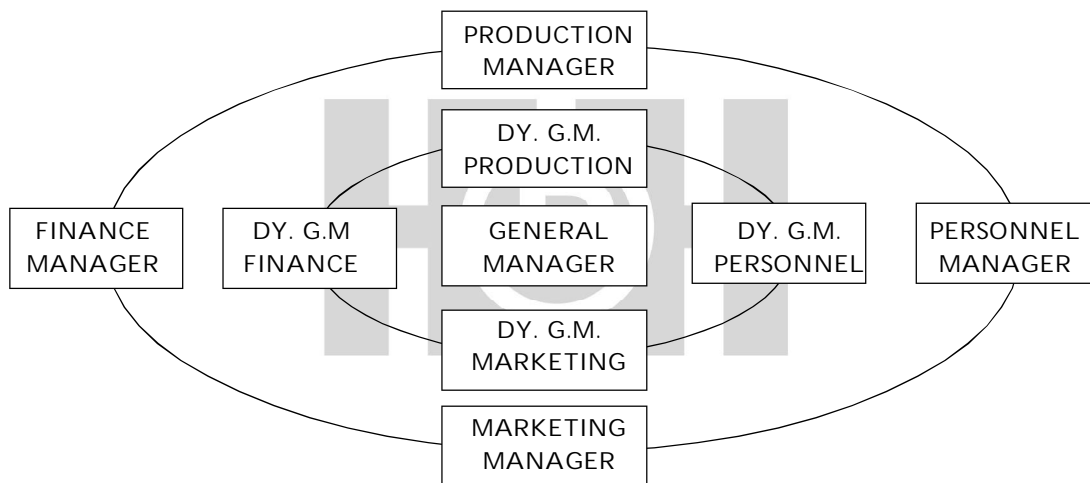 PRODUCTION
MANAGER
DY. G.M.
PRODUCTION
FINANCE
MANAGER
DY. G.M
FINANCE
GENERAL
MANAGER
DY. G.M.
PERSONNEL
PERSONNEL
MANAGER
DY. G.M.
MARKETING
MARKETING
MANAGER